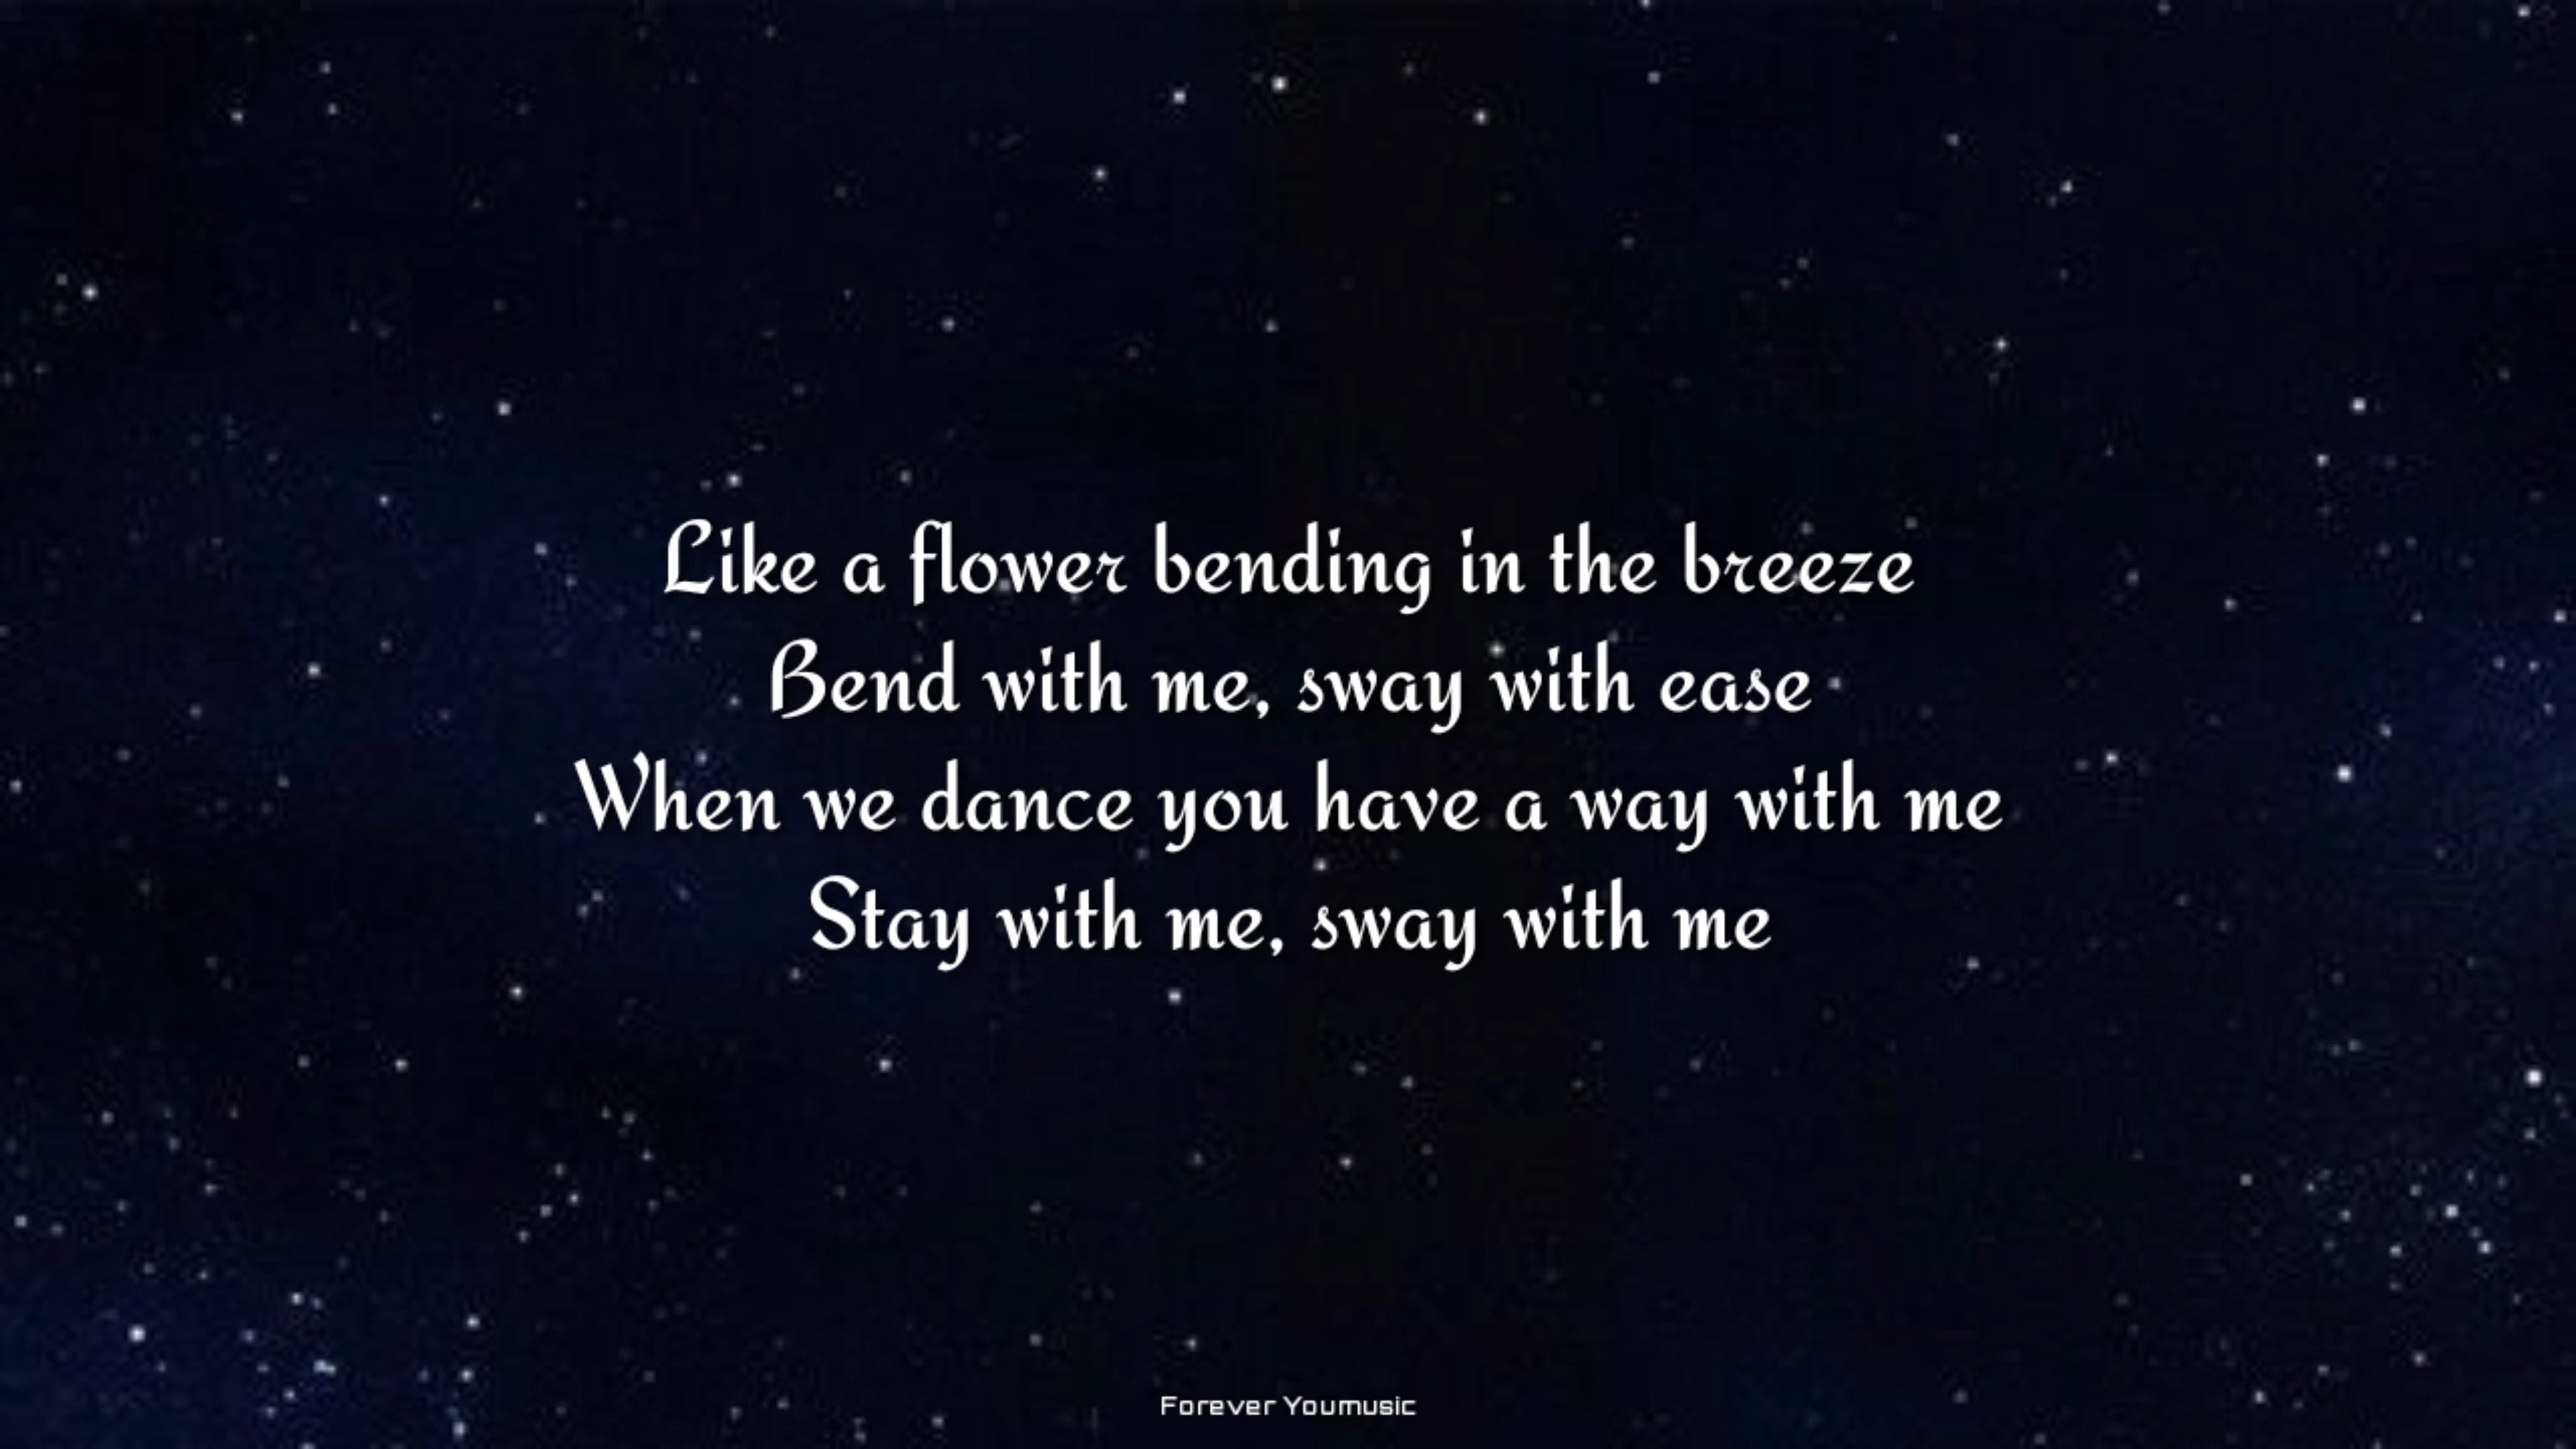 Like a flower bending in the breeze
Bend with me, sway with ease
When we dance you have a way with me
Stay with me, sway with me
Forever Youmusic